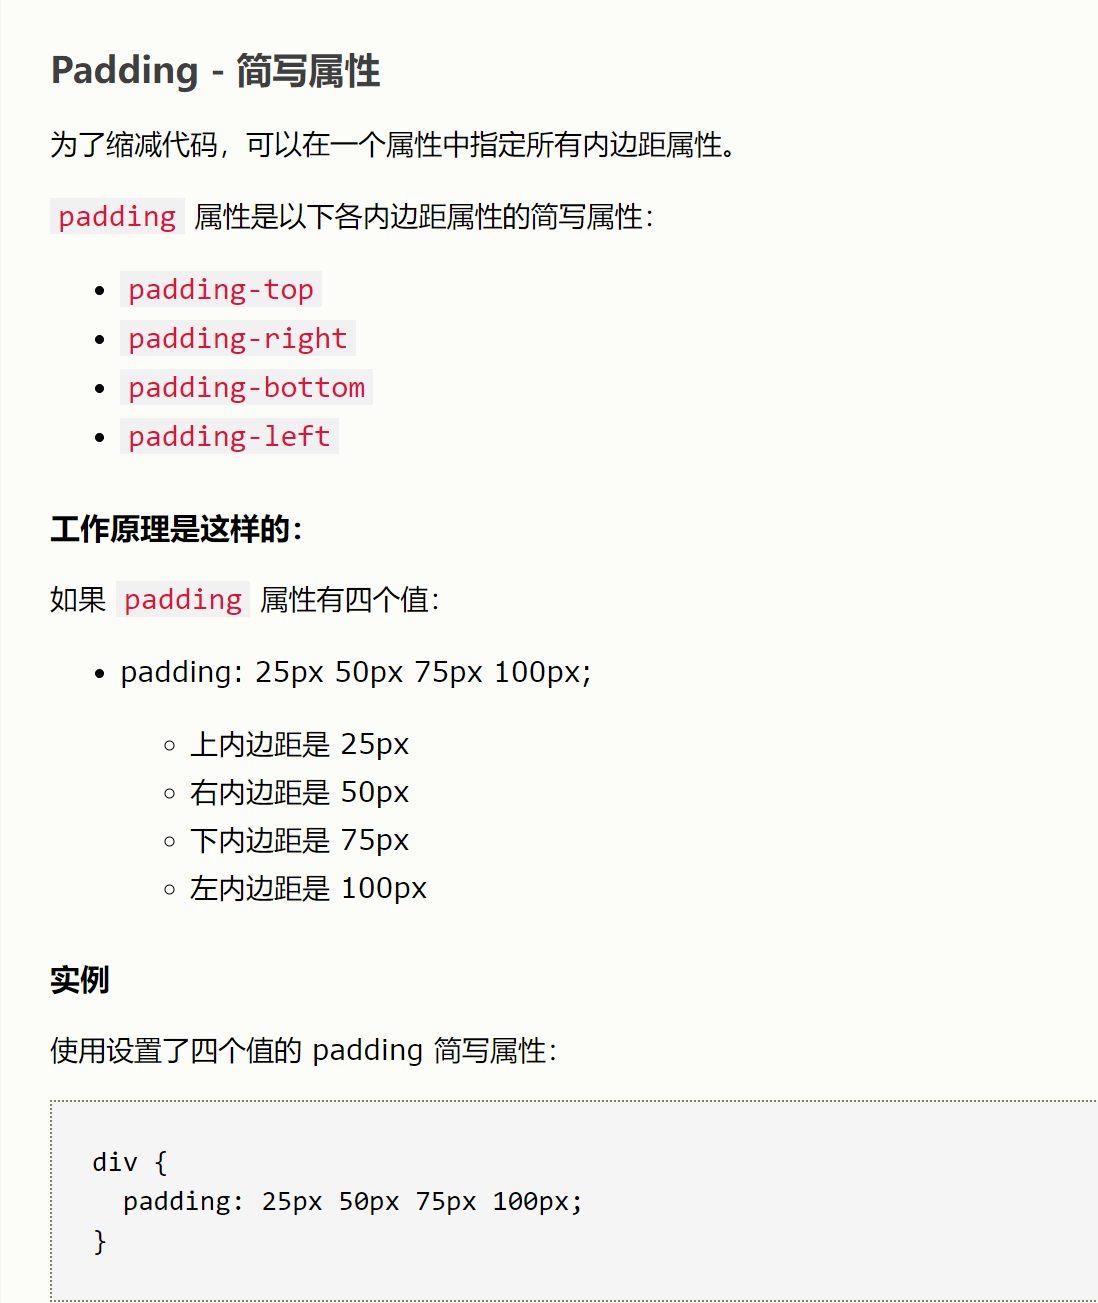 Padding - 简写属性
为了缩减代码，可以在一个属性中指定所有内边距属性。
padding 属性是以下各内边距属性的简写属性：
padding-top
padding-right
padding-bottom
padding-left
工作原理是这样的：
如果 padding 属性有四个值：
padding: 25px 50px 75px 100px;
上内边距是 25px
右内边距是 50px
下内边距是 75px
左内边距是 100px
实例
使用设置了四个值的 padding 简写属性：
div {
  padding: 25px 50px 75px 100px;
}